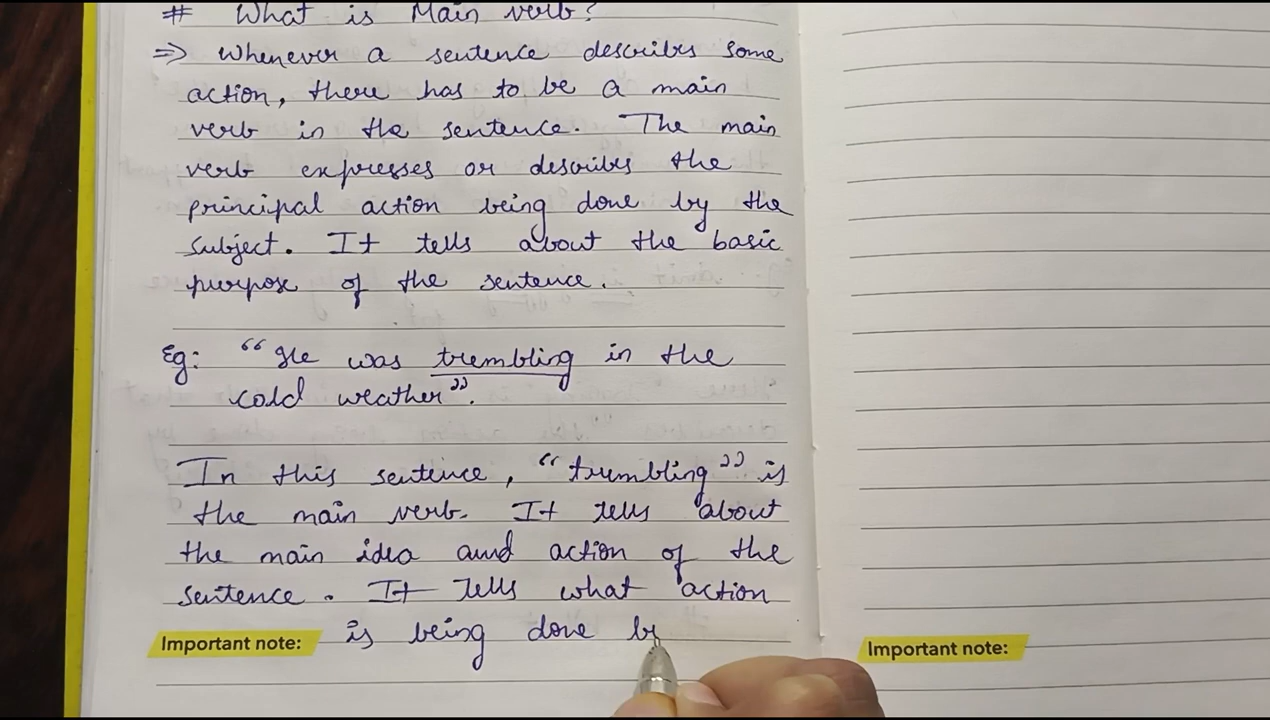 # What is Main verb?
⇒ Whenever a sentence describes some
action, there has to be a main
verb in the sentence. The main
verb expresses or describes the
principal action being done by the
subject. It tells about the basic
purpose of the sentence.
Eg: "He was trembling in the
cold weather".
In this sentence, "trembling" is
the main verb. It tells about
the main idea and action of the
sentence. It tells what action
Important note: is being done by
Important note: